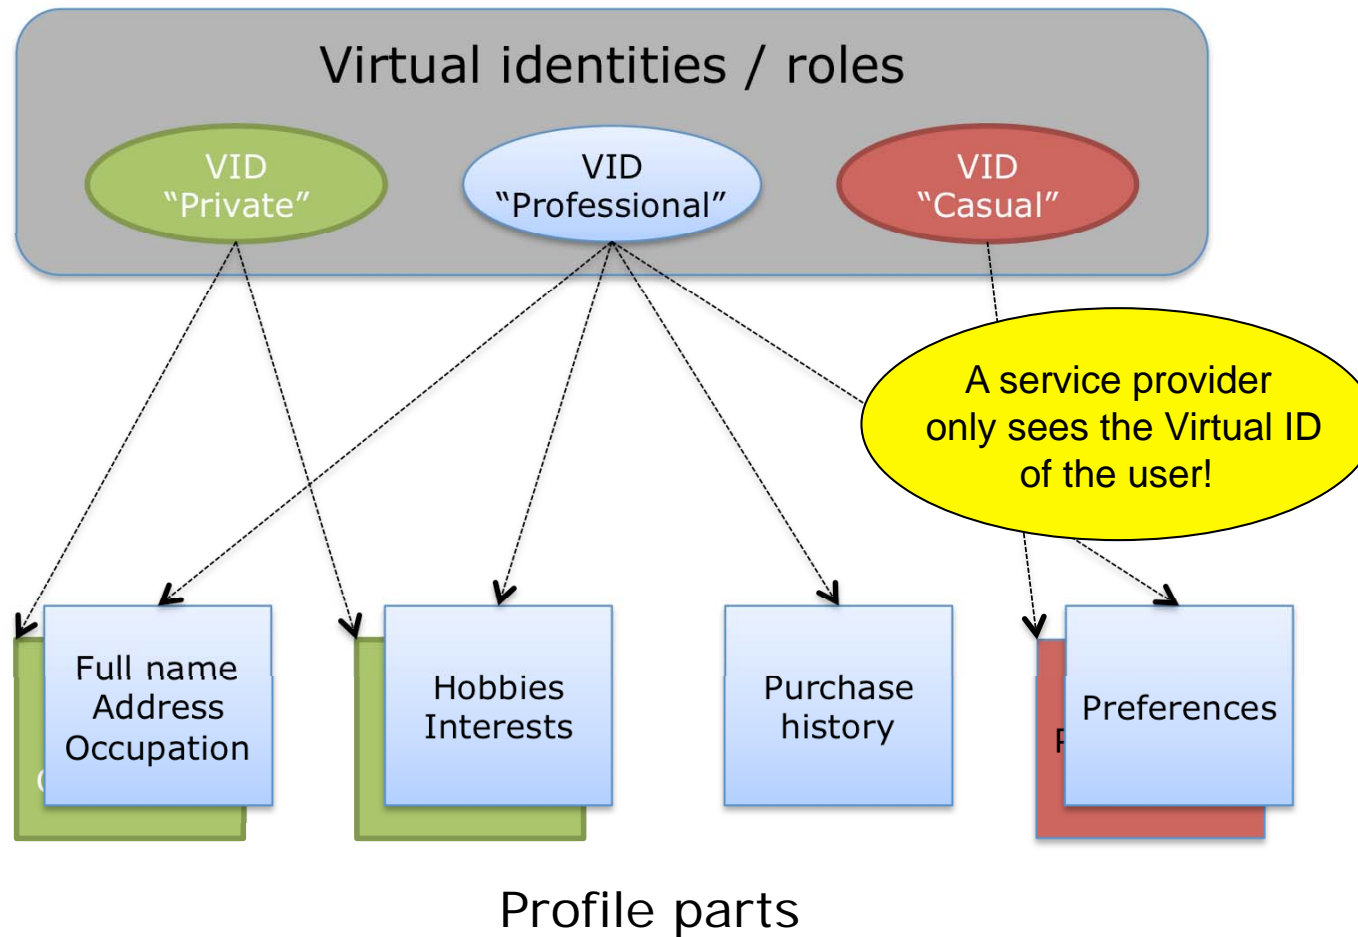 Virtual identities / roles
VID
“Private”
VID
“Professional”
VID
“Casual”
A service provider
only sees the Virtual ID
of the user!
Full name
Address
Occupation
Hobbies
Interests
Purchase
history
Preferences
Profile parts